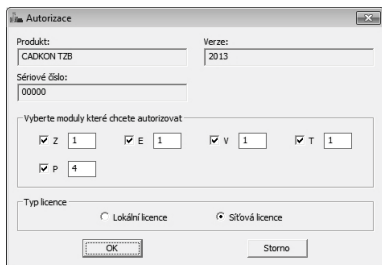 Autorizace
Produkt: Verze:
CADKON TZB 2013
Sériové číslo:
00000
Vyberte moduly které chcete autorizovat
Z 1 E 1 V 1 T 1
P 4
Typ licence
Lokální licence Síťová licence
OK Storno